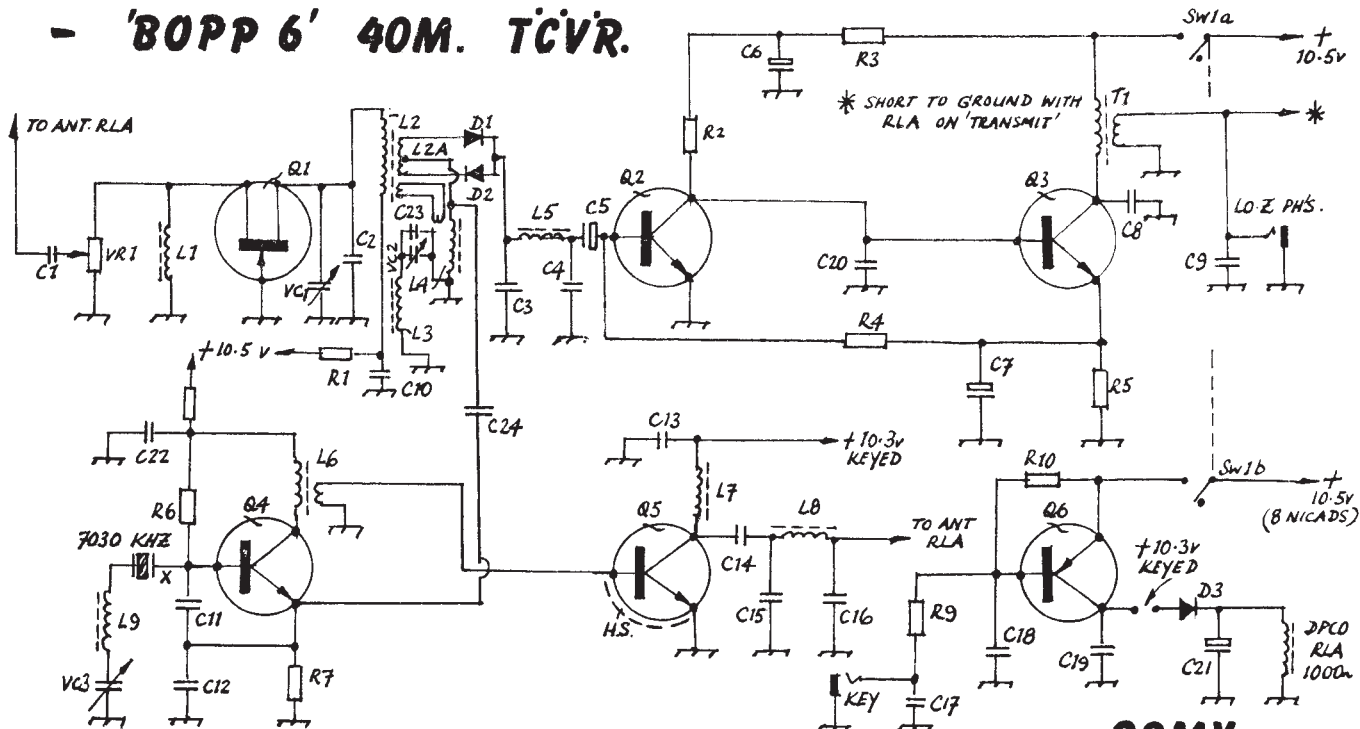 - 'BOPP 6' 40M. TCVR.
SW1a
+
10.5v
C6
R3
* SHORT TO GROUND WITH
RLA ON 'TRANSMIT'
T1
*
TO ANT. RLA
L2
D1
R2
Q1
L2A
D2
Q2
Q3
C23
L5
C5
LO.Z PH'S.
C1
VR1
L1
VC1
C2
VC2
L4
C3
C4
C20
C8
C9
L3
R4
+10.5 v
R1
C10
C7
R5
C24
C13
+10.3v
KEYED
C22
L6
L7
R10
SW1b
+
10.5v
(8 NICADS)
R6
Q4
Q5
L8
Q6
7030 KHZ
X
C14
TO ANT
RLA
+10.3v
KEYED
D3
L9
C11
H.S.
C15
C16
R9
C18
C19
C21
DPCO
RLA
1000Ω
VC3
C12
R7
KEY
C17